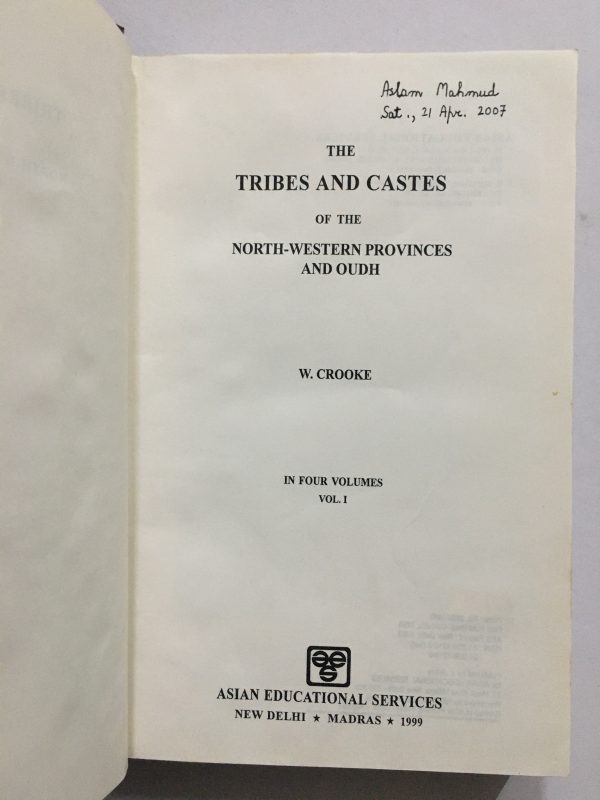 Aslam Mahmud
Sat., 21 Apr. 2007
THE
TRIBES AND CASTES
OF THE
NORTH-WESTERN PROVINCES
AND OUDH
W. CROOKE
IN FOUR VOLUMES
VOL. I
ASIAN EDUCATIONAL SERVICES
NEW DELHI ★ MADRAS ★ 1999